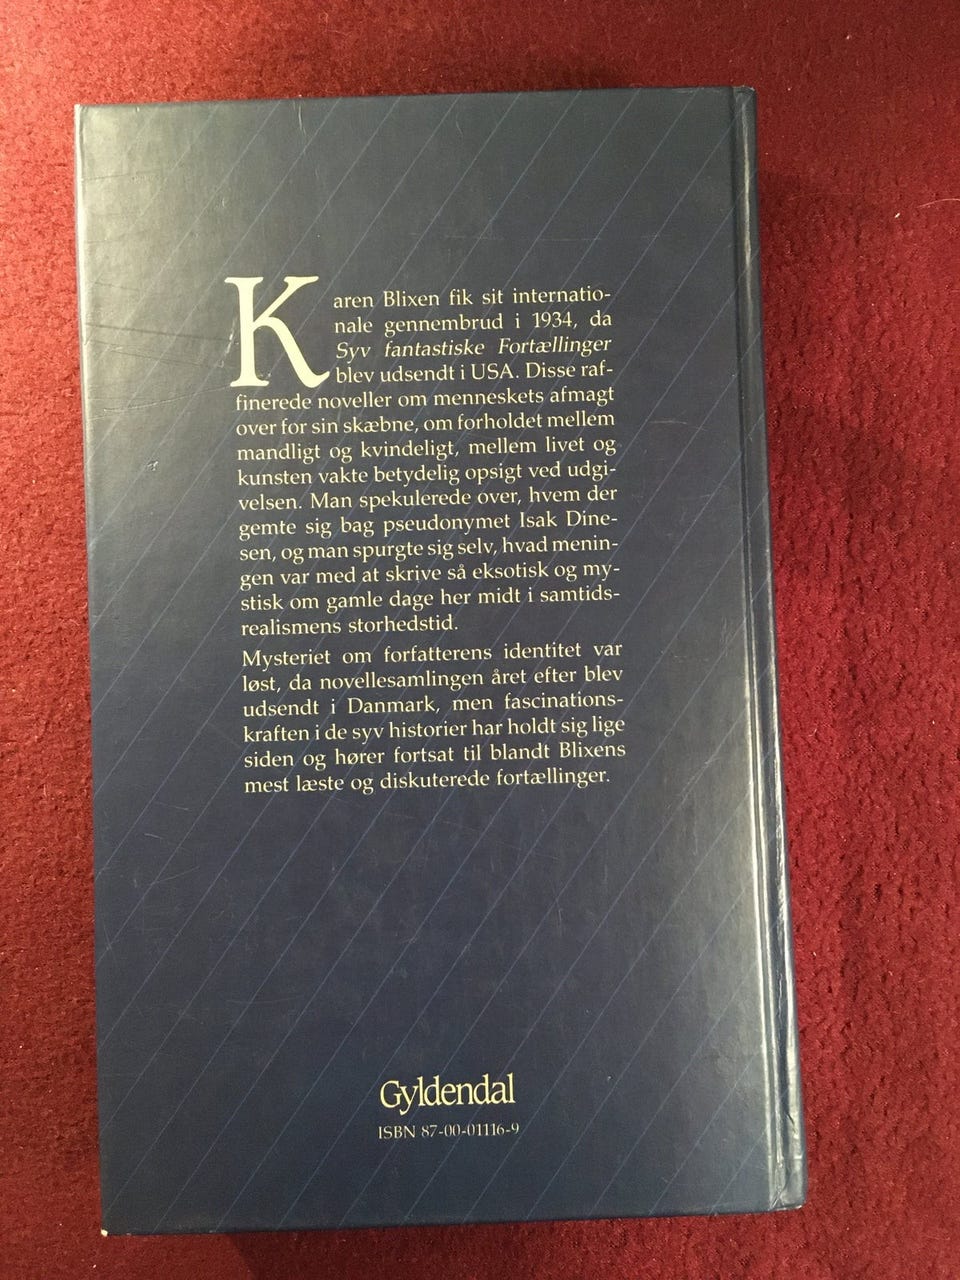 Karen Blixen fik sit internatio-
nale gennembrud i 1934, da
Syv fantastiske Fortællinger
blev udsendt i USA. Disse raf-
finerede noveller om menneskets afmagt
over for sin skæbne, om forholdet mellem
mandligt og kvindeligt, mellem livet og
kunsten vakte betydelig opsigt ved udgi-
velsen. Man spekulerede over, hvem der
gemte sig bag pseudonymet Isak Dine-
sen, og man spurgte sig selv, hvad menin-
gen var med at skrive så eksotisk og my-
stisk om gamle dage her midt i samtids-
realismens storhedstid.
Mysteriet om forfatterens identitet var
løst, da novellesamlingen året efter blev
udsendt i Danmark, men fascinations-
kraften i de syv historier har holdt sig lige
siden og hører fortsat til blandt Blixens
mest læste og diskuterede fortællinger.
Gyldendal
ISBN 87-00-01116-9